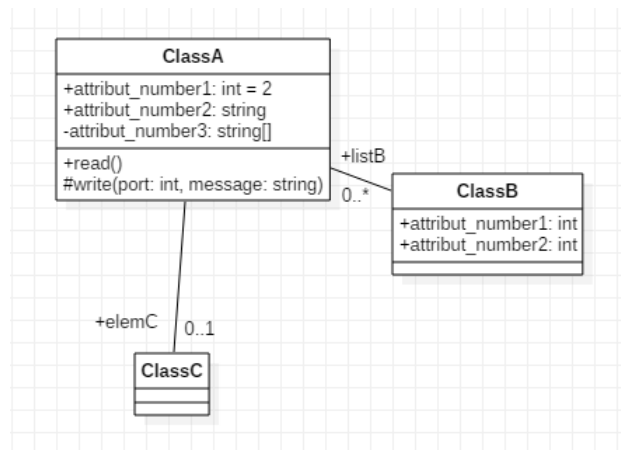 ClassA
+attribut_number1: int = 2
+attribut_number2: string
-attribut_number3: string[]
+read()
#write(port: int, message: string)
+listB
0..*
ClassB
+attribut_number1: int
+attribut_number2: int
+elemC
0..1
ClassC